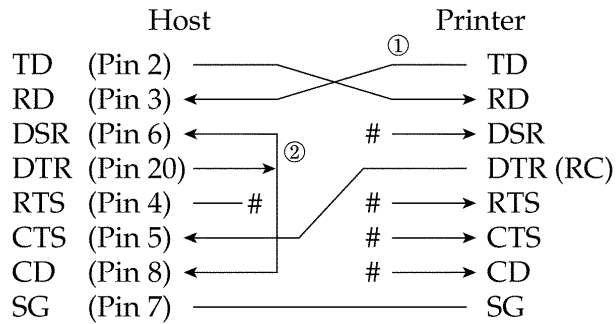 Host Printer
①
TD (Pin 2) TD
RD (Pin 3) RD
DSR (Pin 6) # DSR
②
DTR (Pin 20) DTR (RC)
RTS (Pin 4) # # RTS
CTS (Pin 5) # CTS
CD (Pin 8) # CD
SG (Pin 7) SG